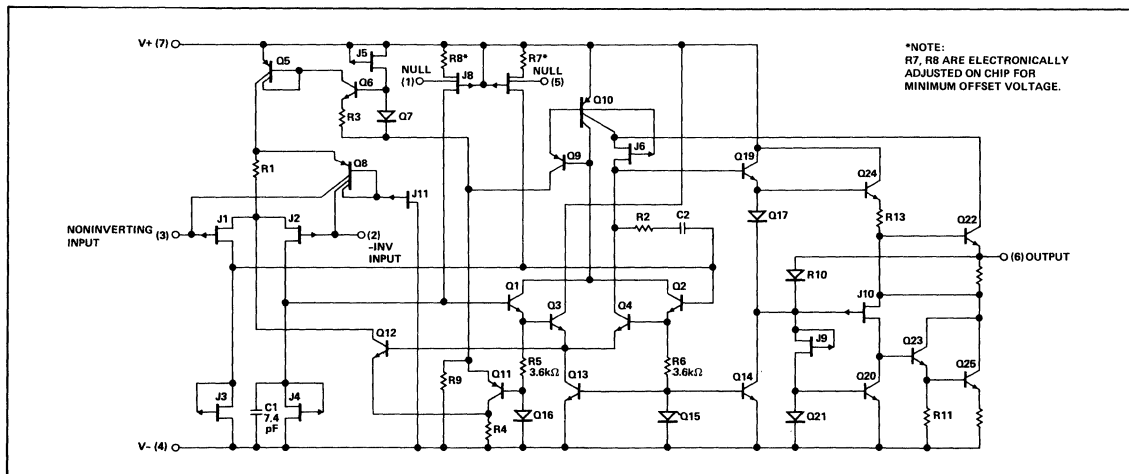 V+ (7)
Q5
J5
Q6
R3
Q7
R8*
NULL
(1)
J8
R7*
NULL
(5)
Q10
Q9
J6
*NOTE:
R7, R8 ARE ELECTRONICALLY
ADJUSTED ON CHIP FOR
MINIMUM OFFSET VOLTAGE.
R1
Q8
J11
J1
J2
NONINVERTING
INPUT
(3)
(2)
-INV
INPUT
Q19
Q17
Q24
R13
Q22
(6) OUTPUT
R2
C2
R10
J10
Q1
Q3
Q4
Q2
Q12
Q11
R9
R4
R5
3.6kΩ
Q16
Q13
R6
3.6kΩ
Q15
Q14
J9
Q20
Q21
Q23
Q25
R11
J3
C1
7.4
pF
J4
V- (4)